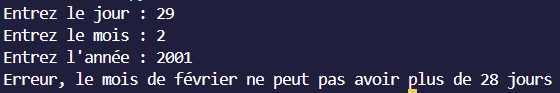 Entrez le jour : 29
Entrez le mois : 2
Entrez l'année : 2001
Erreur, le mois de février ne peut pas avoir plus de 28 jours